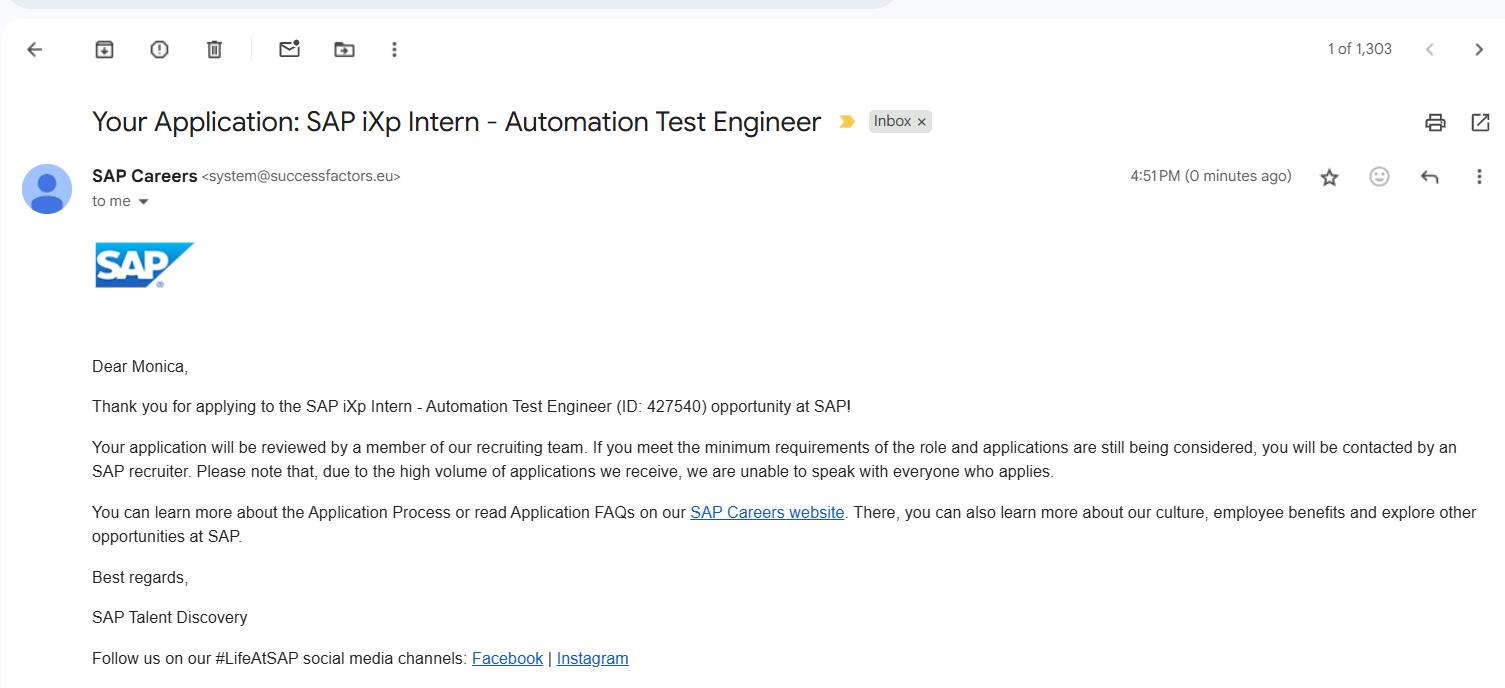 1 of 1,303
Your Application: SAP iXp Intern - Automation Test Engineer Inbox ×
SAP Careers <system@successfactors.eu> 4:51 PM (0 minutes ago)
to me
SAP ®
Dear Monica,
Thank you for applying to the SAP iXp Intern - Automation Test Engineer (ID: 427540) opportunity at SAP!
Your application will be reviewed by a member of our recruiting team. If you meet the minimum requirements of the role and applications are still being considered, you will be contacted by an
SAP recruiter. Please note that, due to the high volume of applications we receive, we are unable to speak with everyone who applies.
You can learn more about the Application Process or read Application FAQs on our SAP Careers website. There, you can also learn more about our culture, employee benefits and explore other
opportunities at SAP.
Best regards,
SAP Talent Discovery
Follow us on our #LifeAtSAP social media channels: Facebook | Instagram